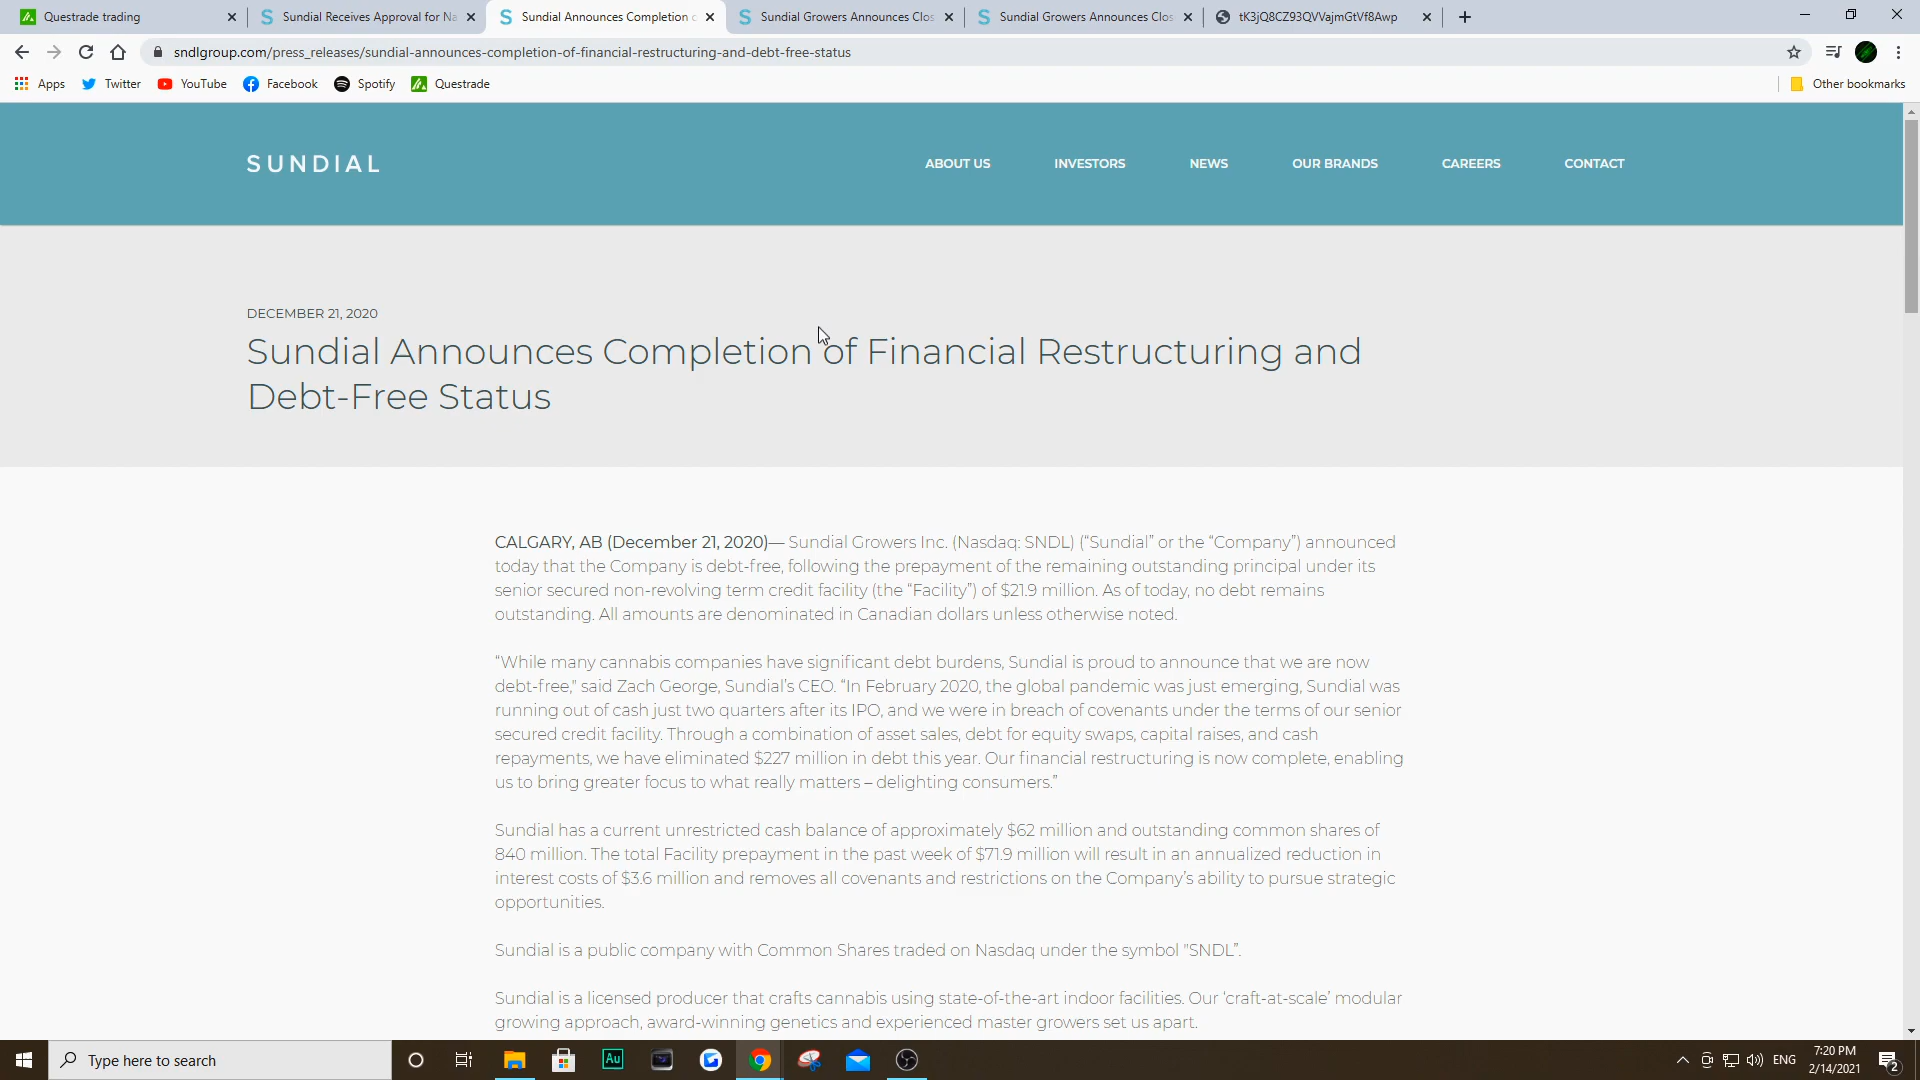 Questrade trading
Sundial Receives Approval for Na
Sundial Announces Completion o
Sundial Growers Announces Clos
Sundial Growers Announces Clos
tK3jQ8CZ93QVVajmGtVf8Awp
sndlgroup.com/press_releases/sundial-announces-completion-of-financial-restructuring-and-debt-free-status
Apps Twitter YouTube Facebook Spotify Questrade Other bookmarks
SUNDIAL
ABOUT US INVESTORS NEWS OUR BRANDS CAREERS CONTACT
DECEMBER 21, 2020
Sundial Announces Completion of Financial Restructuring and
Debt-Free Status
CALGARY, AB (December 21, 2020)— Sundial Growers Inc. (Nasdaq: SNDL) (“Sundial” or the “Company”) announced
today that the Company is debt-free, following the prepayment of the remaining outstanding principal under its
senior secured non-revolving term credit facility (the “Facility”) of $21.9 million. As of today, no debt remains
outstanding. All amounts are denominated in Canadian dollars unless otherwise noted.
“While many cannabis companies have significant debt burdens, Sundial is proud to announce that we are now
debt-free,” said Zach George, Sundial’s CEO. “In February 2020, the global pandemic was just emerging, Sundial was
running out of cash just two quarters after its IPO, and we were in breach of covenants under the terms of our senior
secured credit facility. Through a combination of asset sales, debt for equity swaps, capital raises, and cash
repayments, we have eliminated $227 million in debt this year. Our financial restructuring is now complete, enabling
us to bring greater focus to what really matters – delighting consumers.”
Sundial has a current unrestricted cash balance of approximately $62 million and outstanding common shares of
840 million. The total Facility prepayment in the past week of $71.9 million will result in an annualized reduction in
interest costs of $3.6 million and removes all covenants and restrictions on the Company’s ability to pursue strategic
opportunities.
Sundial is a public company with Common Shares traded on Nasdaq under the symbol "SNDL”.
Sundial is a licensed producer that crafts cannabis using state-of-the-art indoor facilities. Our ‘craft-at-scale’ modular
growing approach, award-winning genetics and experienced master growers set us apart.
Type here to search
Au
ENG
7:20 PM
2/14/2021
2